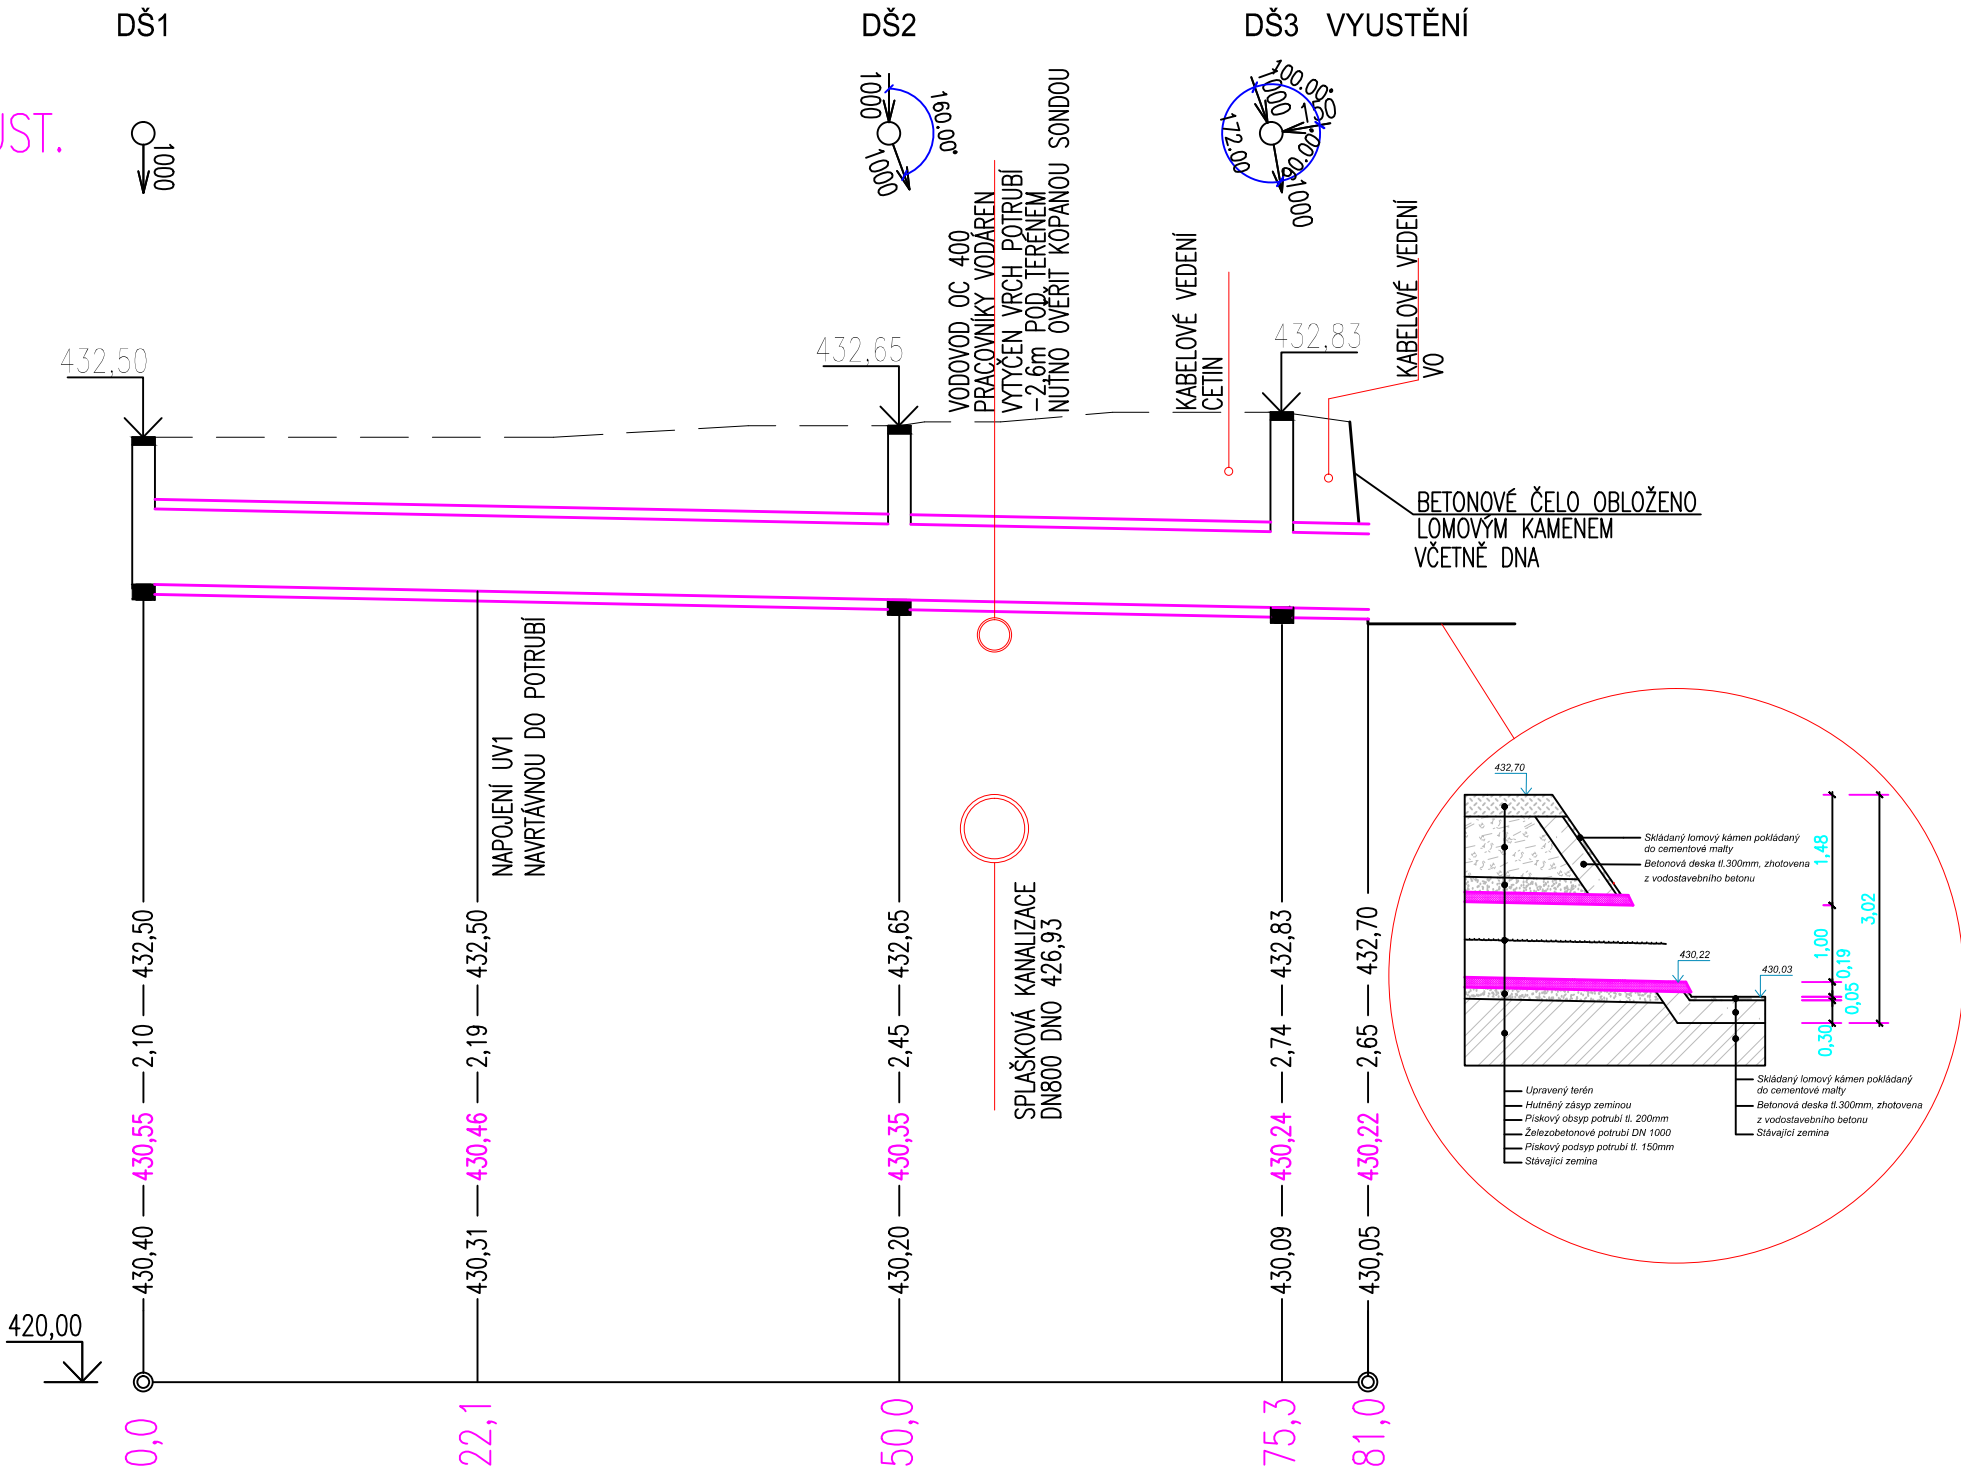 DŠ1
DŠ2
DŠ3
VYUSTĚNÍ
UST.
1000
1000
160.00°
1000
100.00°
1000
150
172.00
90.00°
1000
VODOVOD OC 400
PRACOVNÍKY VODÁREN
VYTÝČEN VRCH POTRUBÍ
-2,6m POD TERÉNEM
NUTNO OVĚŘIT KOPANOU SONDOU
KABELOVÉ VEDENÍ
CETIN
KABELOVÉ VEDENÍ
VO
432,50
432,65
432,83
BETONOVÉ ČELO OBLOŽENO
LOMOVÝM KAMENEM
VČETNĚ DNA
NAPOJENÍ UV1
NAVRTÁVNOU DO POTRUBÍ
SPLAŠKOVÁ KANALIZACE
DN800 DNO 426,93
432,70
Skládaný lomový kámen pokládaný
do cementové malty
Betonová deska tl.300mm, zhotovena
z vodostavebního betonu
1,48
3,02
1,00
0,19
0,05
0,30
430,22
430,03
Upravený terén
Hutněný zásyp zeminou
Pískový obsyp potrubí tl. 200mm
Železobetonové potrubí DN 1000
Pískový podsyp potrubí tl. 150mm
Stávající zemina
Skládaný lomový kámen pokládaný
do cementové malty
Betonová deska tl.300mm, zhotovena
z vodostavebního betonu
Stávající zemina
432,50
432,50
432,65
432,83
432,70
2,10
2,19
2,45
2,74
2,65
430,55
430,46
430,35
430,24
430,22
430,40
430,31
430,20
430,09
430,05
420,00
0,0
22,1
50,0
75,3
81,0